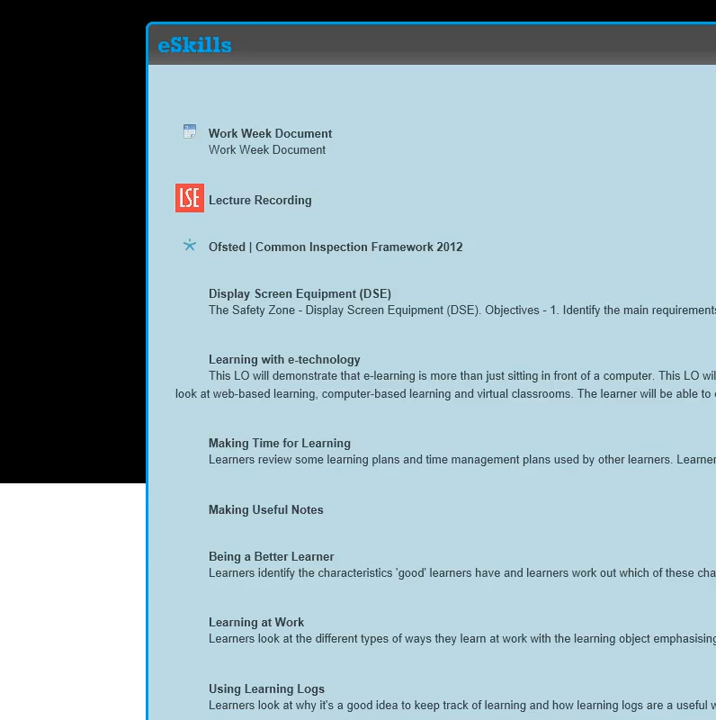 eSkills
Work Week Document
Work Week Document
LSE Lecture Recording
Ofsted | Common Inspection Framework 2012
Display Screen Equipment (DSE)
The Safety Zone - Display Screen Equipment (DSE). Objectives - 1. Identify the main requirements
Learning with e-technology
This LO will demonstrate that e-learning is more than just sitting in front of a computer. This LO wil
look at web-based learning, computer-based learning and virtual classrooms. The learner will be able to
Making Time for Learning
Learners review some learning plans and time management plans used by other learners. Learner
Making Useful Notes
Being a Better Learner
Learners identify the characteristics 'good' learners have and learners work out which of these cha
Learning at Work
Learners look at the different types of ways they learn at work with the learning object emphasising
Using Learning Logs
Learners look at why it's a good idea to keep track of learning and how learning logs are a useful